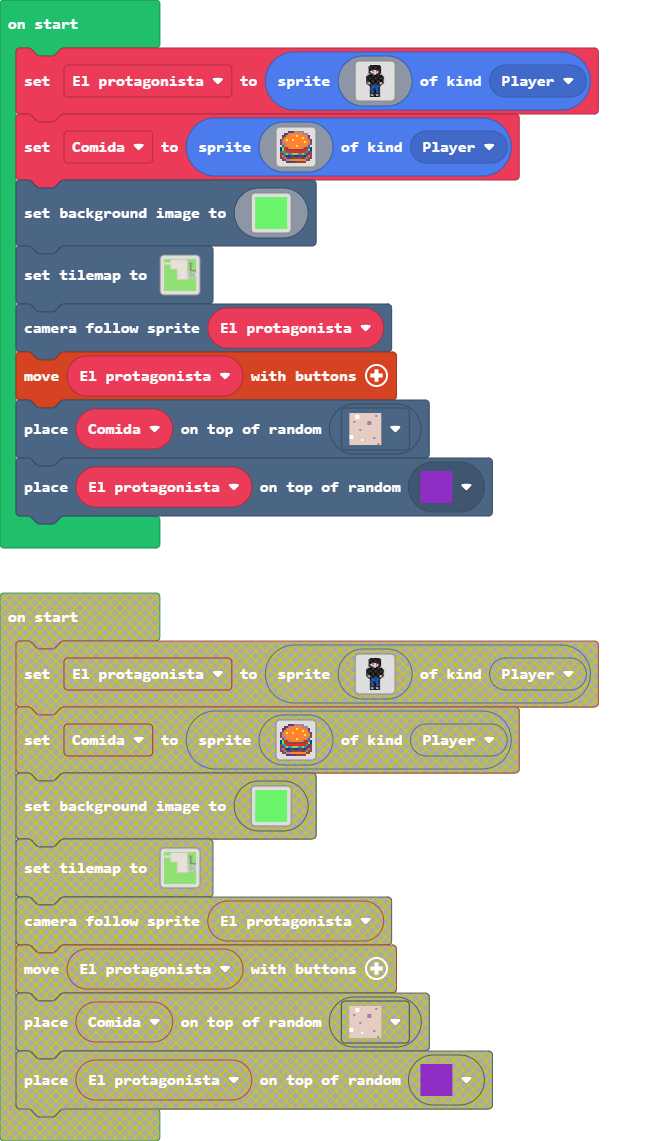 on start
set El protagonista to sprite of kind Player
set Comida to sprite of kind Player
set background image to
set tilemap to
camera follow sprite El protagonista
move El protagonista with buttons
place Comida on top of random
place El protagonista on top of random
on start
set El protagonista to sprite of kind Player
set Comida to sprite of kind Player
set background image to
set tilemap to
camera follow sprite El protagonista
move El protagonista with buttons
place Comida on top of random
place El protagonista on top of random